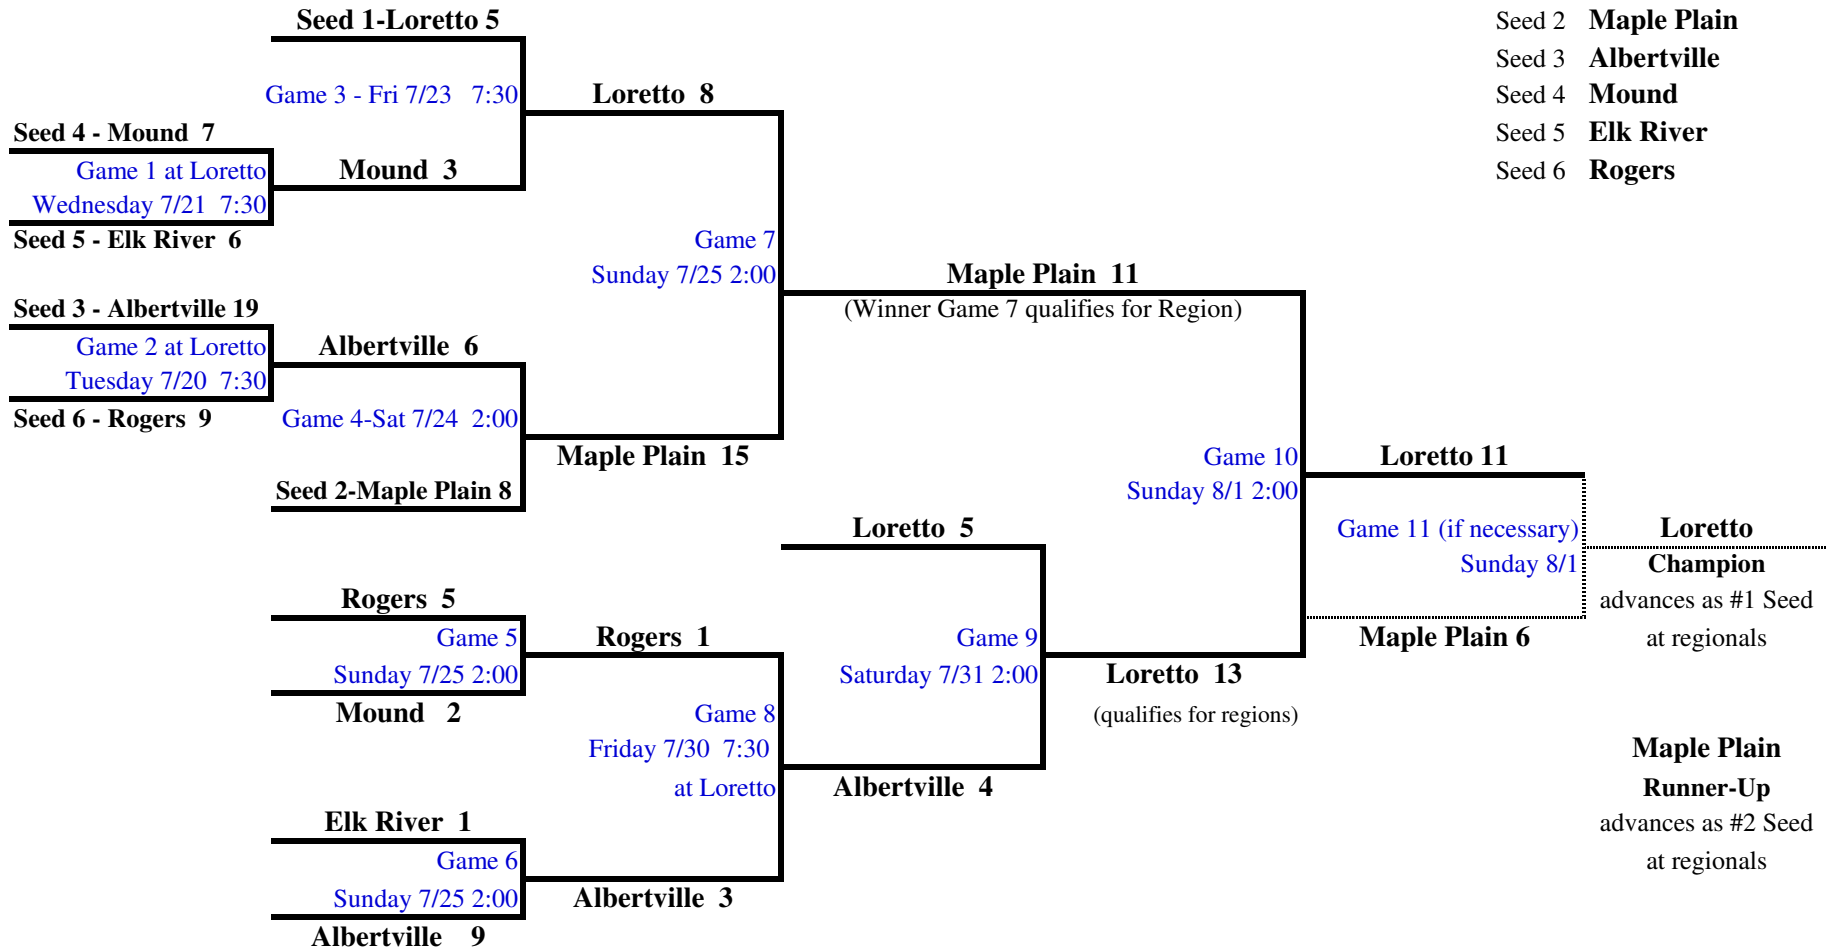 Seed 1-Loretto 5
Seed 2 Maple Plain
Seed 3 Albertville
Seed 4 Mound
Seed 5 Elk River
Seed 6 Rogers
Game 3 - Fri 7/23 7:30
Loretto 8
Seed 4 - Mound 7
Game 1 at Loretto
Wednesday 7/21 7:30
Mound 3
Seed 5 - Elk River 6
Game 7
Sunday 7/25 2:00
Maple Plain 11
(Winner Game 7 qualifies for Region)
Seed 3 - Albertville 19
Game 2 at Loretto
Tuesday 7/20 7:30
Albertville 6
Seed 6 - Rogers 9
Game 4-Sat 7/24 2:00
Maple Plain 15
Seed 2-Maple Plain 8
Game 10
Sunday 8/1 2:00
Loretto 11
Loretto 5
Game 11 (if necessary)
Sunday 8/1
Loretto
Champion
advances as #1 Seed
at regionals
Rogers 5
Game 5
Sunday 7/25 2:00
Mound 2
Rogers 1
Game 9
Saturday 7/31 2:00
Loretto 13
(qualifies for regions)
Maple Plain 6
Game 8
Friday 7/30 7:30
at Loretto
Albertville 4
Maple Plain
Runner-Up
advances as #2 Seed
at regionals
Elk River 1
Game 6
Sunday 7/25 2:00
Albertville 9
Albertville 3